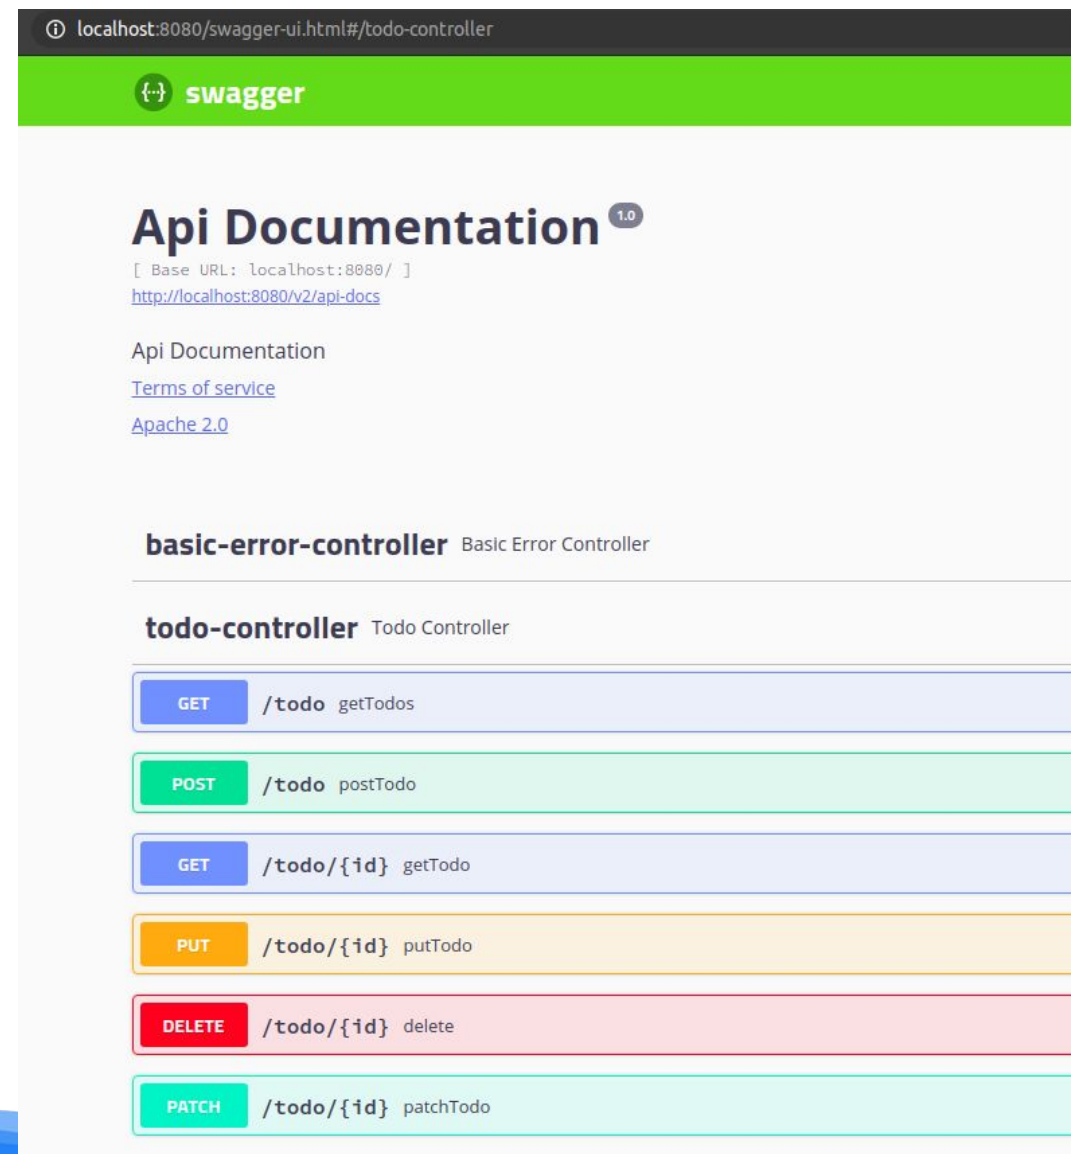 localhost:8080/swagger-ui.html#/todo-controller
{··} swagger
Api Documentation 1.0
[ Base URL: localhost:8080/ ]
http://localhost:8080/v2/api-docs
Api Documentation
Terms of service
Apache 2.0
basic-error-controller Basic Error Controller
todo-controller Todo Controller
GET /todo getTodos
POST /todo postTodo
GET /todo/{id} getTodo
PUT /todo/{id} putTodo
DELETE /todo/{id} delete
PATCH /todo/{id} patchTodo